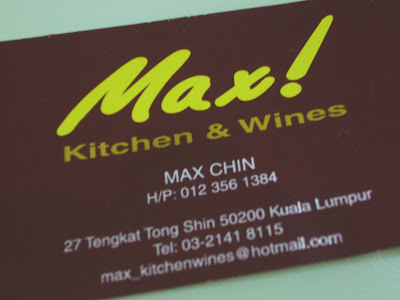 Max!
Kitchen & Wines
MAX CHIN
H/P: 012 356 1384
27 Tengkat Tong Shin 50200 Kuala Lumpur
Tel: 03-2141 8115
max_kitchenwines@hotmail.com